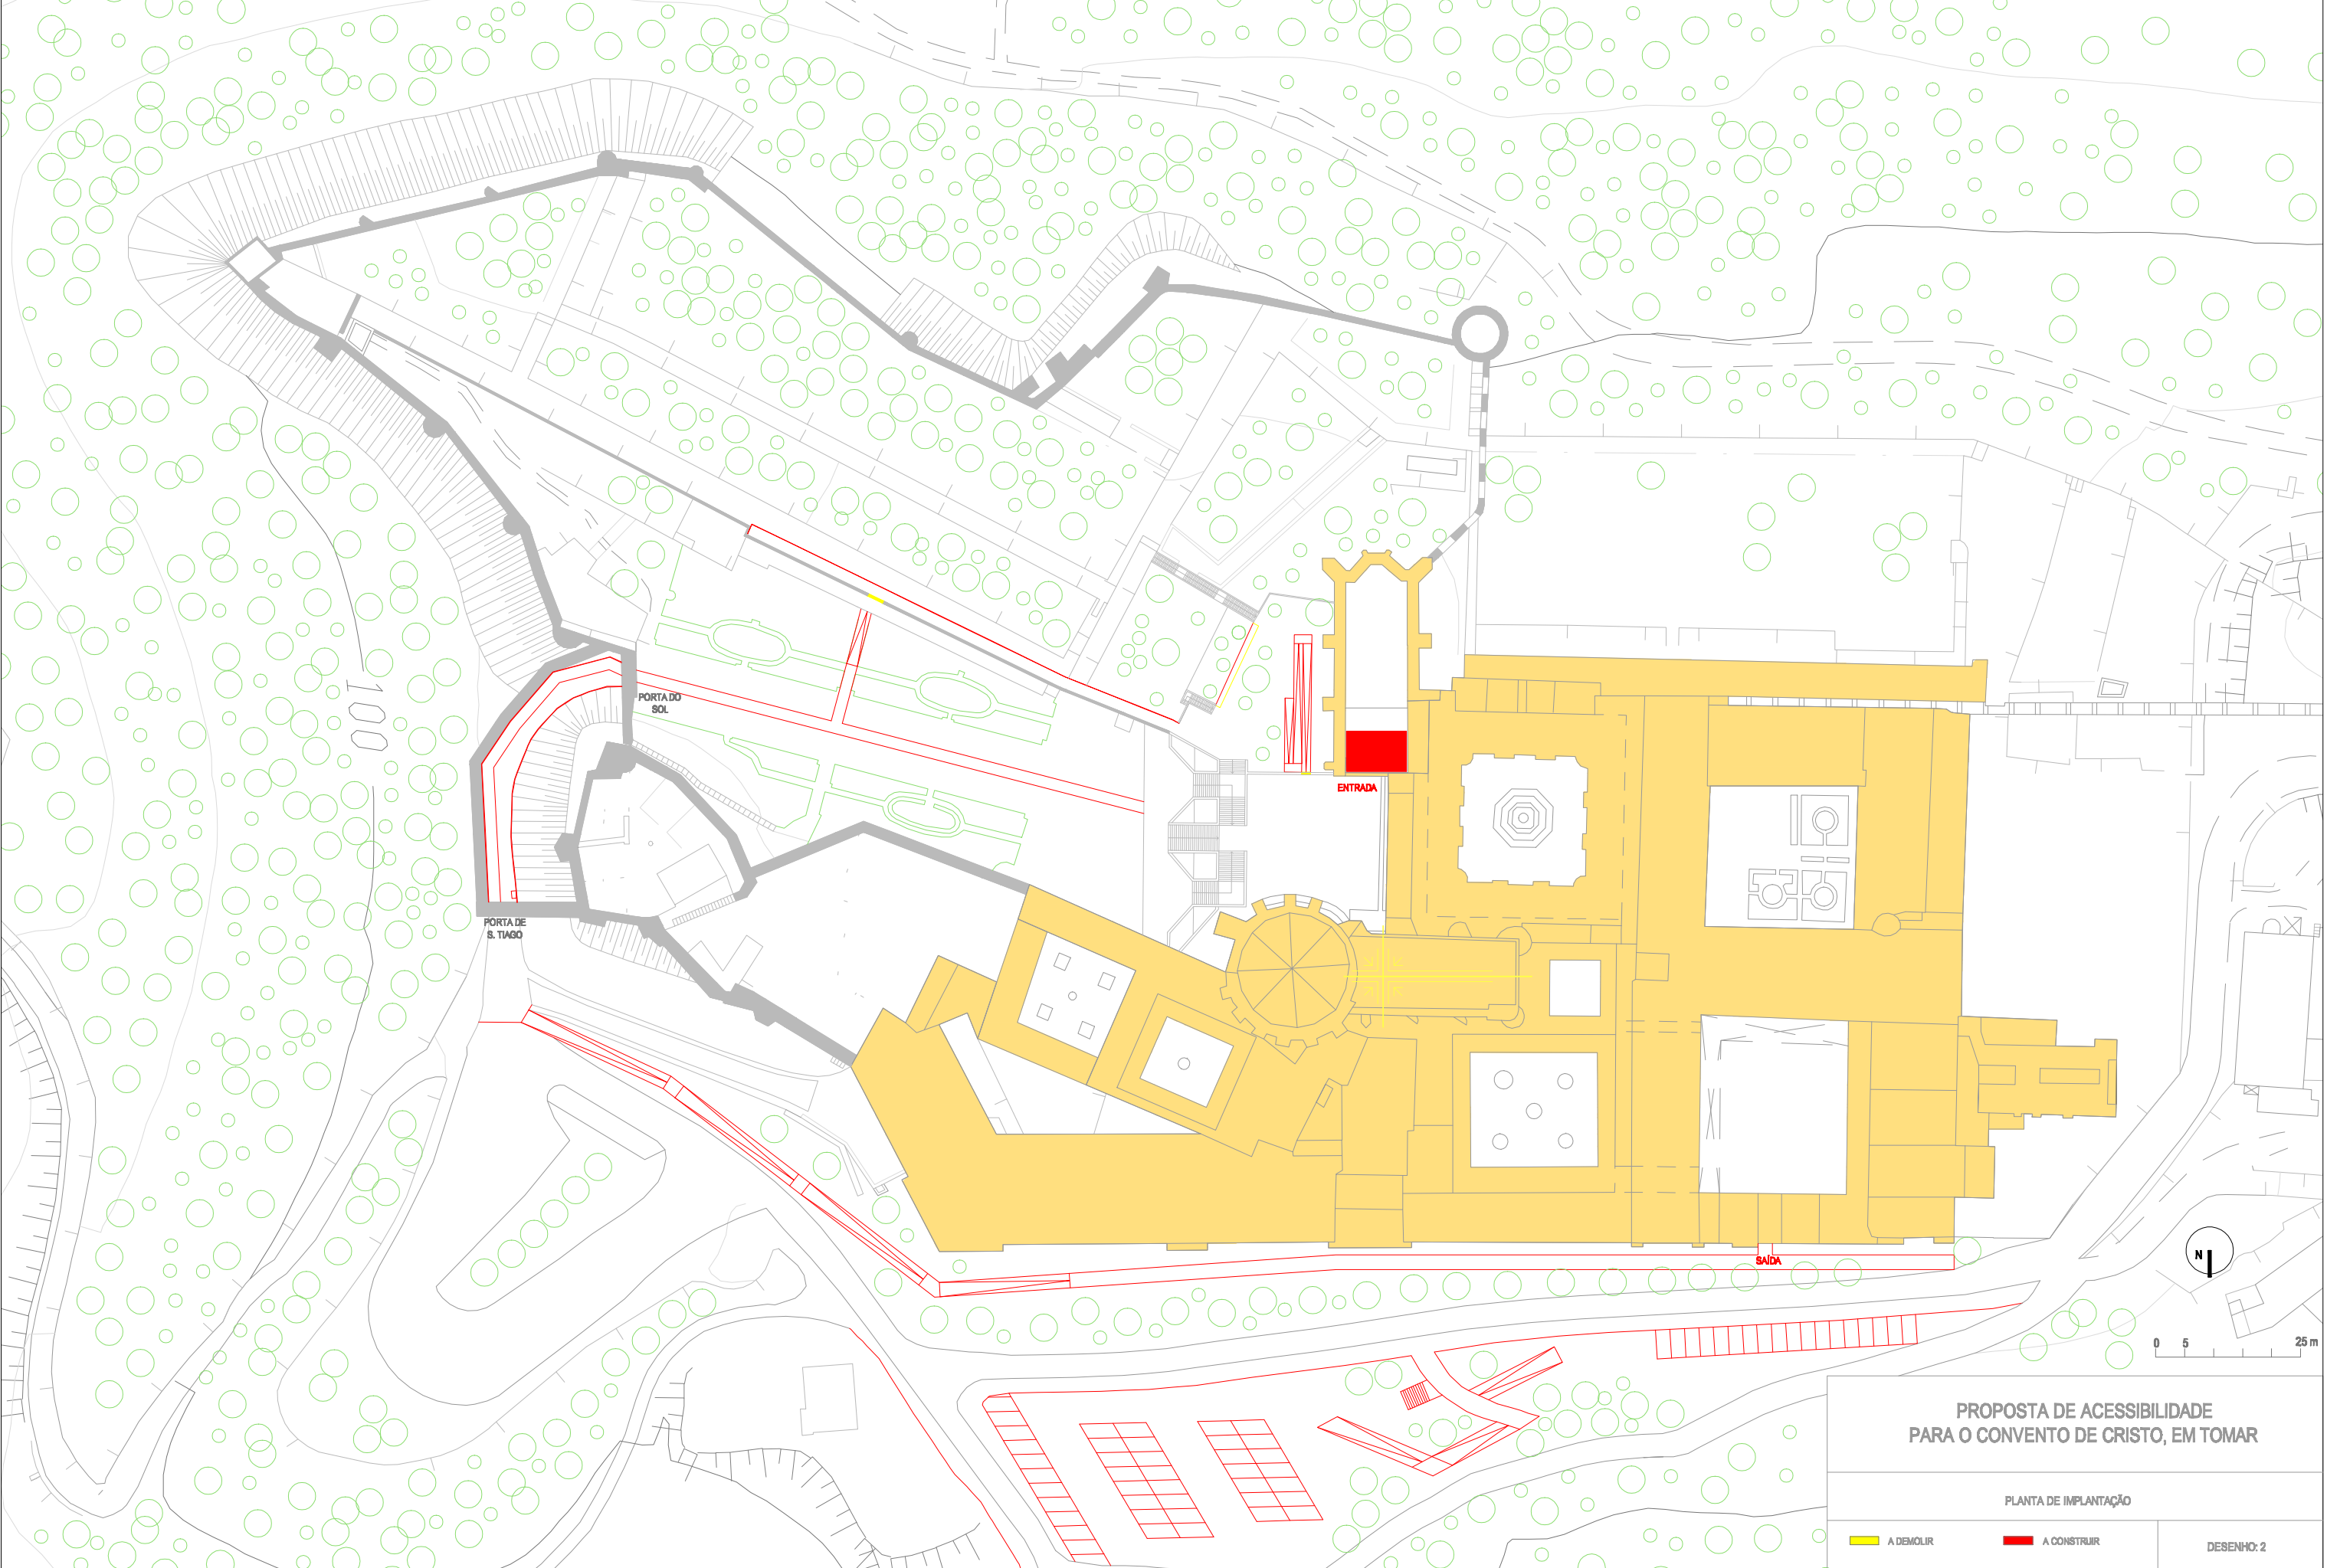 PORTA DO
SOL
ENTRADA
PORTA DE
S. TIAGO
SAÍDA
N
0 5 25 m
PROPOSTA DE ACESSIBILIDADE
PARA O CONVENTO DE CRISTO, EM TOMAR
PLANTA DE IMPLANTAÇÃO
A DEMOLIR
A CONSTRUIR
DESENHO: 2